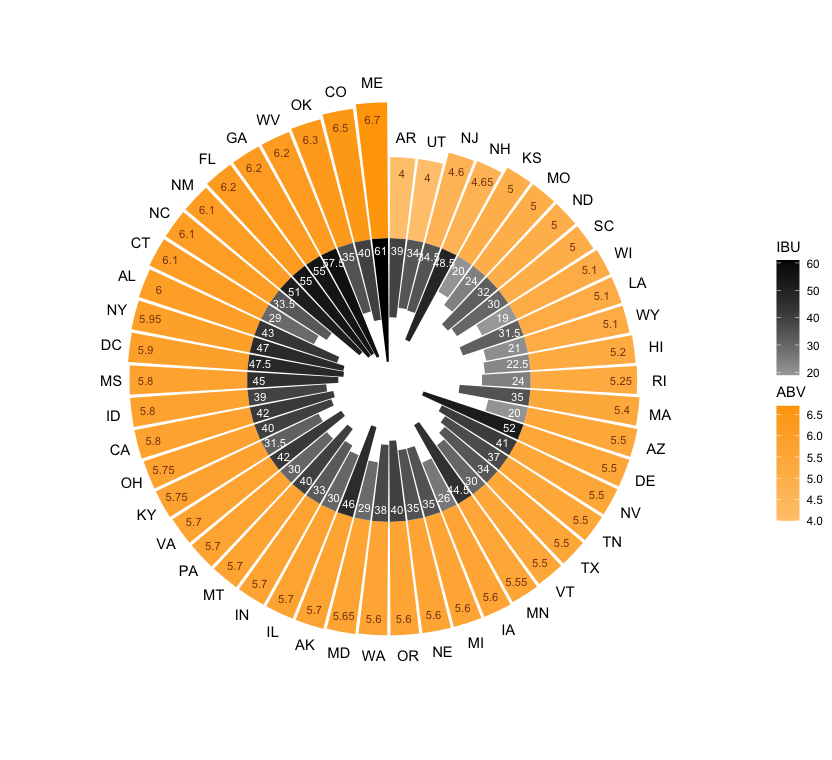 AR
UT
NJ
NH
KS
MO
ND
SC
WI
LA
WY
HI
RI
MA
AZ
DE
NV
TN
TX
VT
MN
IA
MI
NE
OR
WA
MD
AK
IL
IN
MT
PA
VA
KY
OH
CA
ID
MS
DC
NY
AL
CT
NC
NM
FL
GA
WV
OK
CO
ME
4
4
4.6
4.65
5
5
5
5.1
5.1
5.1
5.2
5.25
5.4
5.5
5.5
5.5
5.5
5.5
5.5
5.55
5.6
5.6
5.6
5.6
5.6
5.65
5.7
5.7
5.7
5.7
5.7
5.7
5.75
5.75
5.8
5.8
5.8
5.9
5.95
6
6.1
6.1
6.1
6.2
6.2
6.2
6.3
6.5
6.7
39
34
34.5
48.5
20
24
32
30
19
31.5
21
22.5
24
35
20
52
41
37
34
30
44.5
26
35
35
40
38
29
46
30
33
40
30
42
31.5
40
42
39
45
47.5
47
43
29
33.5
51
55
55
57.5
35
40
61
IBU
60
50
40
30
20
ABV
6.5
6.0
5.5
5.0
4.5
4.0